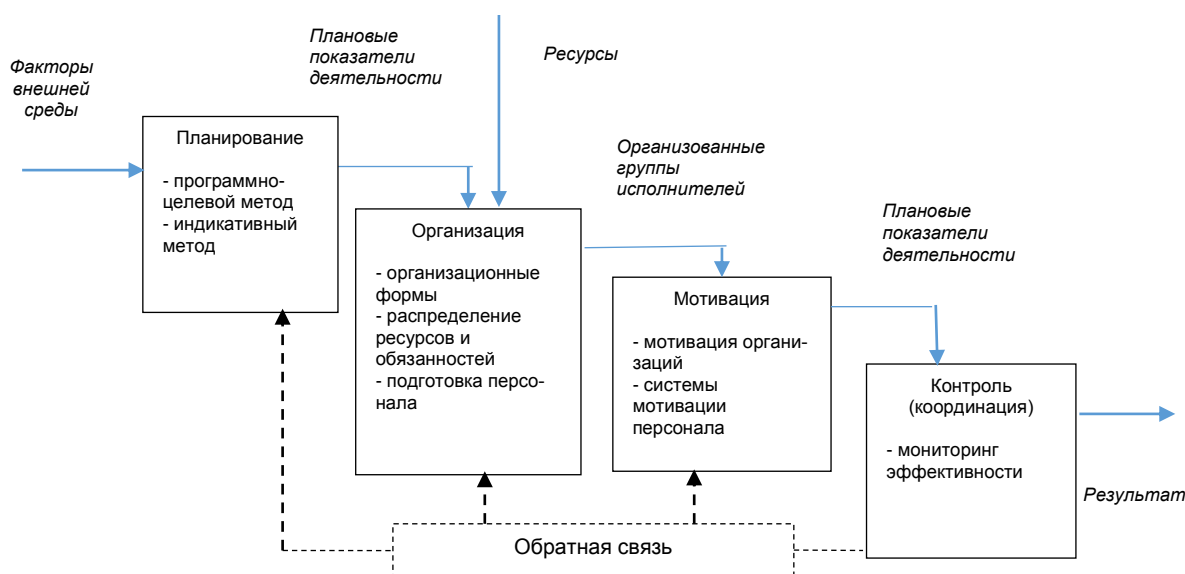 Факторы
внешней
среды
Плановые
показатели
деятельности
Ресурсы
Планирование
- программно-
целевой метод
- индикативный
метод
Организация
- организационные
формы
- распределение
ресурсов и
обязанностей
- подготовка персо-
нала
Организованные
группы
исполнителей
Мотивация
- мотивация органи-
заций
- системы
мотивации
персонала
Плановые
показатели
деятельности
Контроль
(координация)
- мониторинг
эффективности
Результат
Обратная связь